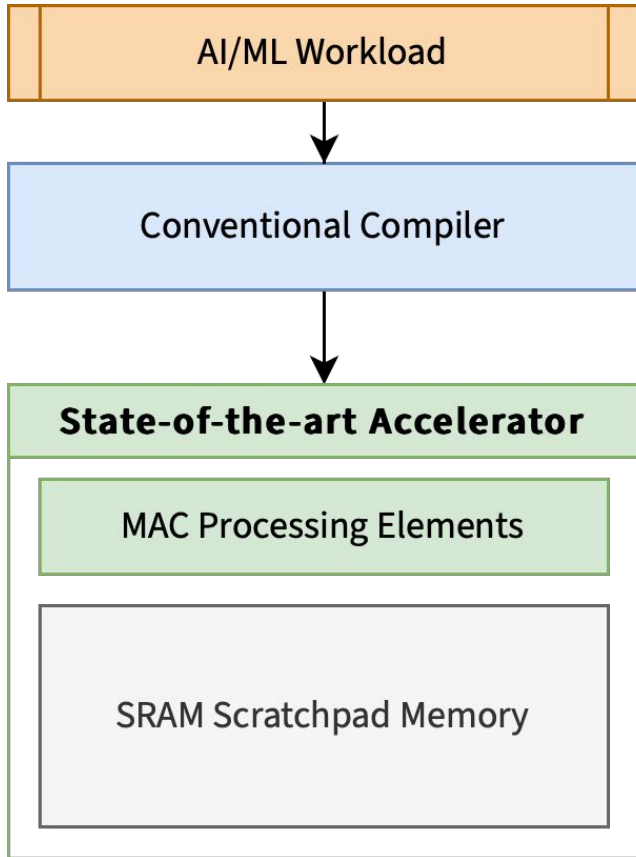 AI/ML Workload
Conventional Compiler
State-of-the-art Accelerator
MAC Processing Elements
SRAM Scratchpad Memory